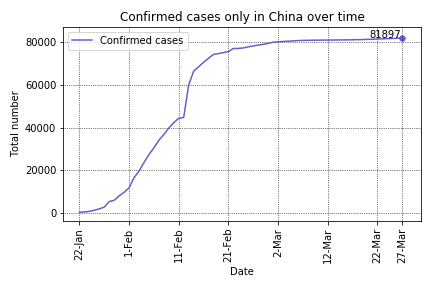 Confirmed cases only in China over time
Confirmed cases
81897
Total number
80000
60000
40000
20000
0
22-Jan
1-Feb
11-Feb
21-Feb
2-Mar
12-Mar
22-Mar
27-Mar
Date